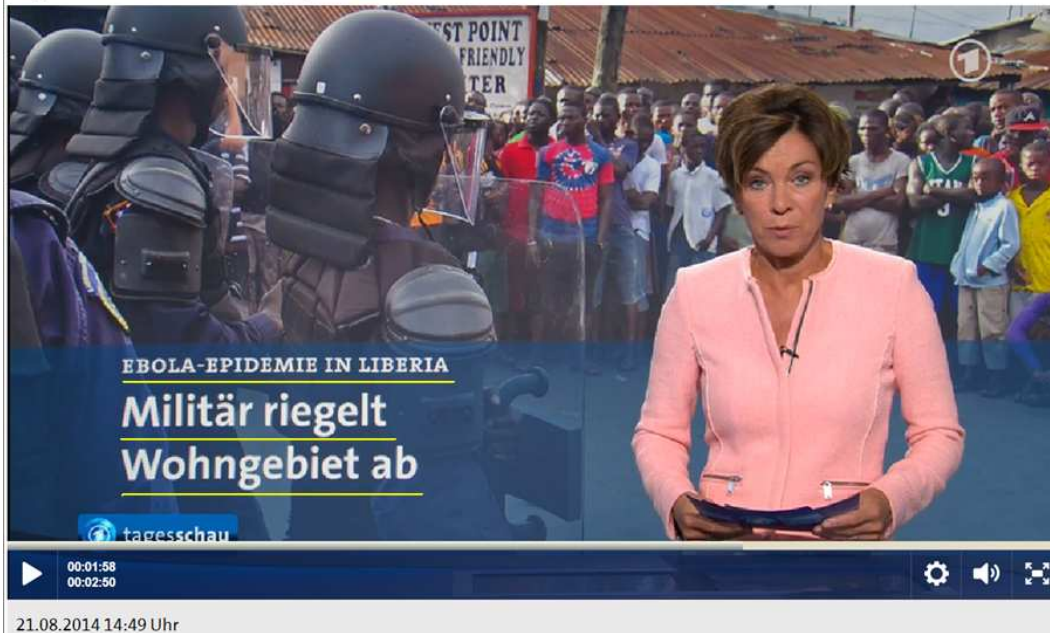 EST POINT
FRIENDLY
TER
1
A
EBOLA-EPIDEMIE IN LIBERIA
Militär riegelt
Wohngebiet ab
tagesschau
00:01:58
00:02:50
21.08.2014 14:49 Uhr